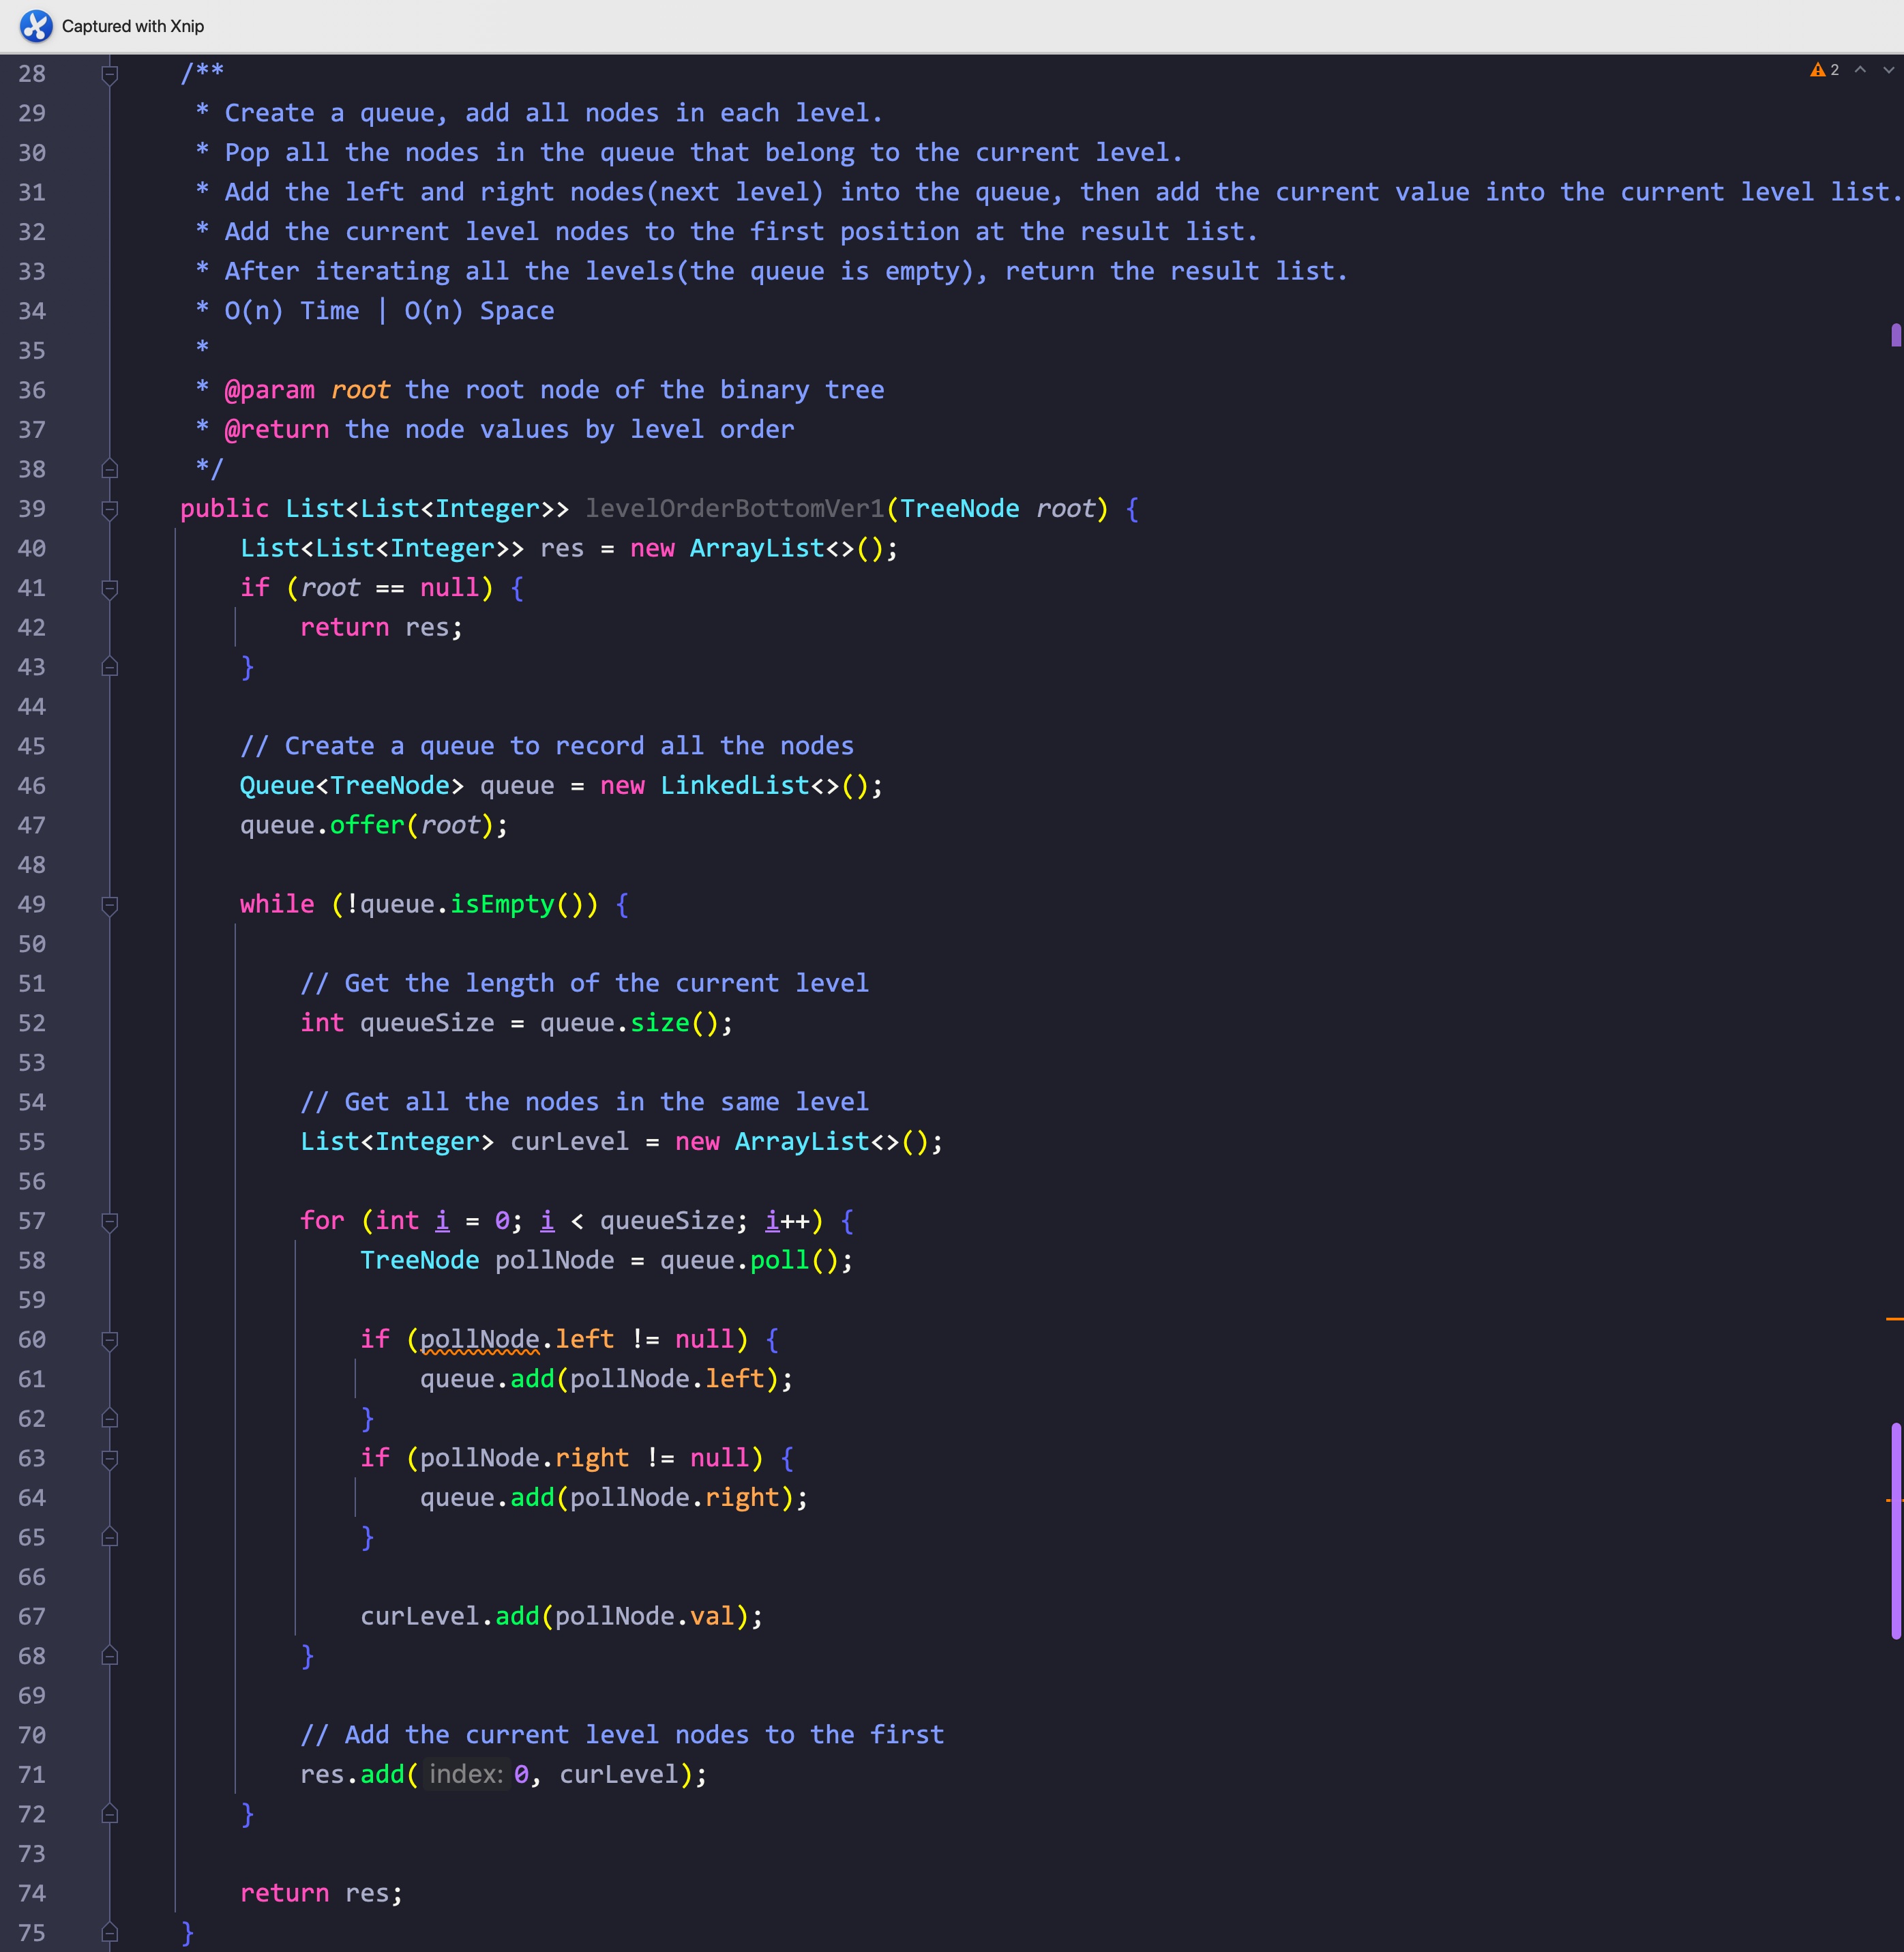 Captured with Xnip
2
28 /**
29 * Create a queue, add all nodes in each level.
30 * Pop all the nodes in the queue that belong to the current level.
31 * Add the left and right nodes(next level) into the queue, then add the current value into the current level list.
32 * Add the current level nodes to the first position at the result list.
33 * After iterating all the levels(the queue is empty), return the result list.
34 * O(n) Time | O(n) Space
35 *
36 * @param root the root node of the binary tree
37 * @return the node values by level order
38 */
39 public List<List<Integer>> levelOrderBottomVer1(TreeNode root) {
40 List<List<Integer>> res = new ArrayList<>();
41 if (root == null) {
42 return res;
43 }
44
45 // Create a queue to record all the nodes
46 Queue<TreeNode> queue = new LinkedList<>();
47 queue.offer(root);
48
49 while (!queue.isEmpty()) {
50
51 // Get the length of the current level
52 int queueSize = queue.size();
53
54 // Get all the nodes in the same level
55 List<Integer> curLevel = new ArrayList<>();
56
57 for (int i = 0; i < queueSize; i++) {
58 TreeNode pollNode = queue.poll();
59
60 if (pollNode.left != null) {
61 queue.add(pollNode.left);
62 }
63 if (pollNode.right != null) {
64 queue.add(pollNode.right);
65 }
66
67 curLevel.add(pollNode.val);
68 }
69
70 // Add the current level nodes to the first
71 res.add( index: 0, curLevel);
72 }
73
74 return res;
75 }